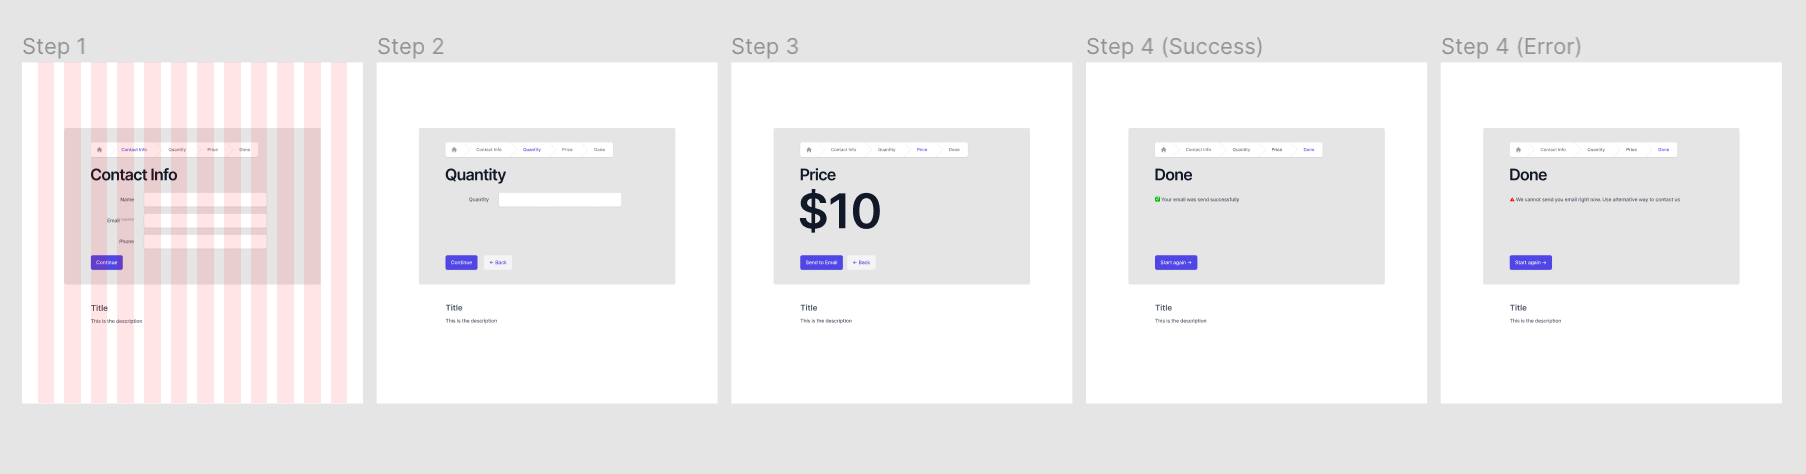 Step 1
Contact Info Quantity Price Done
Contact Info
Name
Email
Phone
Continue
Title
This is the description
Step 2
Contact Info Quantity Price Done
Quantity
Quantity
Continue ← Back
Title
This is the description
Step 3
Contact Info Quantity Price Done
Price
$10
Send to Email ← Back
Title
This is the description
Step 4 (Success)
Contact Info Quantity Price Done
Done
Your email was send successfully
Start again →
Title
This is the description
Step 4 (Error)
Contact Info Quantity Price Done
Done
We cannot send you email right now. Use alternative way to contact us
Start again →
Title
This is the description